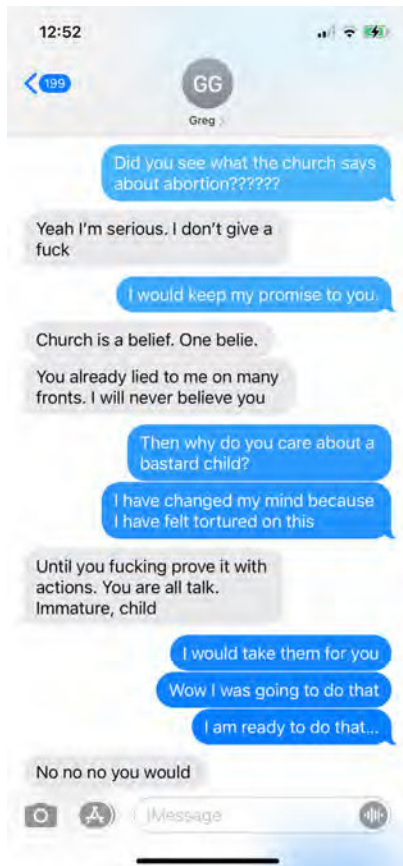 12:52
199
GG
Greg
Did you see what the church says
about abortion??????
Yeah I'm serious. I don't give a
fuck
I would keep my promise to you.
Church is a belief. One belie.
You already lied to me on many
fronts. I will never believe you
Then why do you care about a
bastard child?
I have changed my mind because
I have felt tortured on this
Until you fucking prove it with
actions. You are all talk.
Immature, child
I would take them for you
Wow I was going to do that
I am ready to do that...
No no no you would
iMessage